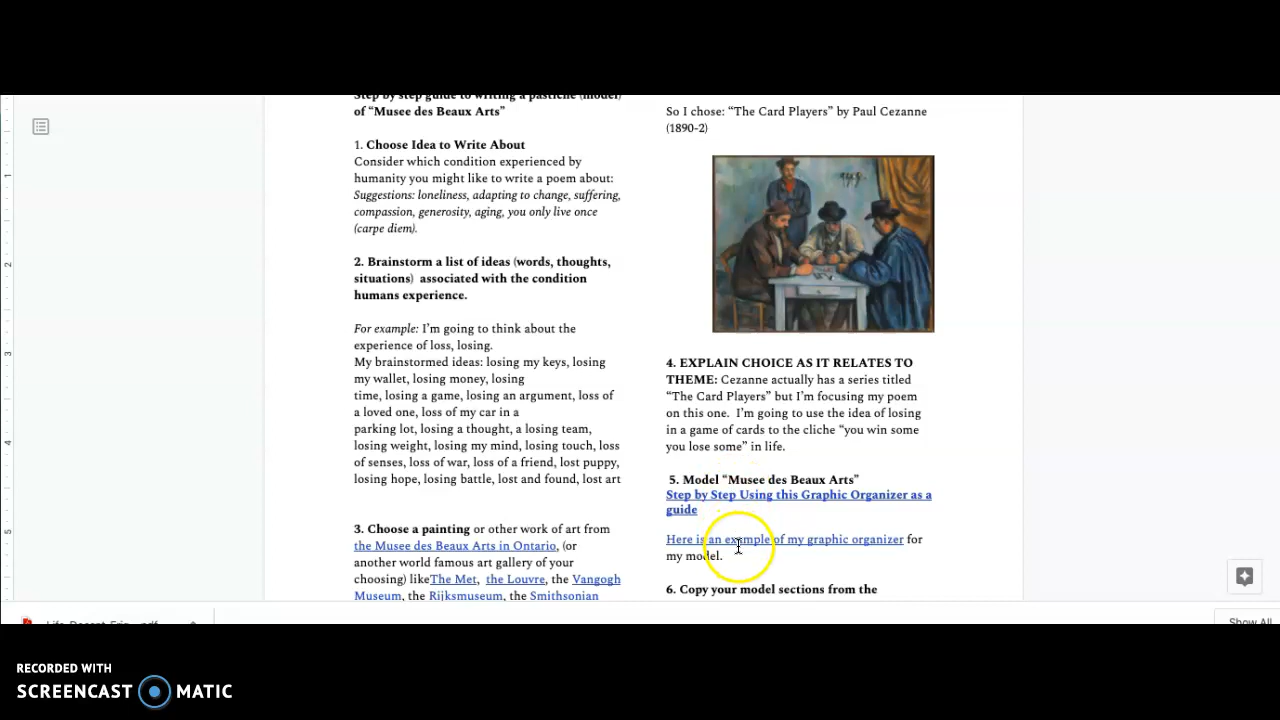 Step by step guide to writing a pastiche (model)
of “Musee des Beaux Arts”
1. Choose Idea to Write About
Consider which condition experienced by
humanity you might like to write a poem about:
Suggestions: loneliness, adapting to change, suffering,
compassion, generosity, aging, you only live once
(carpe diem).
2. Brainstorm a list of ideas (words, thoughts,
situations) associated with the condition
humans experience.
For example: I’m going to think about the
experience of loss, losing.
My brainstormed ideas: losing my keys, losing
my wallet, losing money, losing
time, losing a game, losing an argument, loss of
a loved one, loss of my car in a
parking lot, losing a thought, a losing team,
losing weight, losing my mind, losing touch, loss
of senses, loss of war, loss of a friend, lost puppy,
losing hope, losing battle, lost and found, lost art
3. Choose a painting or other work of art from
the Musee des Beaux Arts in Ontario, (or
another world famous art gallery of your
choosing) likeThe Met, the Louvre, the Vangogh
Museum, the Rijksmuseum, the Smithsonian
So I chose: “The Card Players” by Paul Cezanne
(1890-2)
4. EXPLAIN CHOICE AS IT RELATES TO
THEME: Cezanne actually has a series titled
“The Card Players” but I’m focusing my poem
on this one. I’m going to use the idea of losing
in a game of cards to the cliche “you win some
you lose some” in life.
5. Model “Musee des Beaux Arts”
Step by Step Using this Graphic Organizer as a
guide
Here is an example of my graphic organizer for
my model.
6. Copy your model sections from the
1
2
3
4
5
Show All
RECORDED WITH
SCREENCAST MATIC